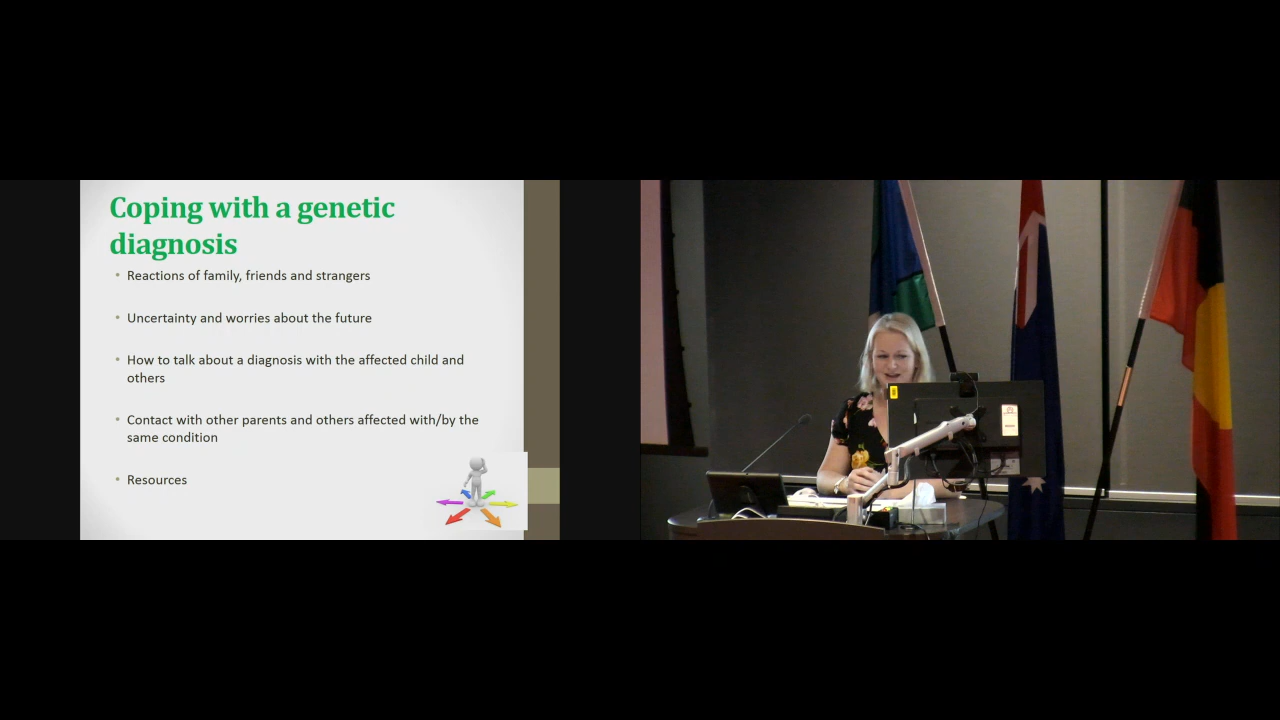 Coping with a genetic
diagnosis
• Reactions of family, friends and strangers
• Uncertainty and worries about the future
• How to talk about a diagnosis with the affected child and
others
• Contact with other parents and others affected with/by the
same condition
• Resources